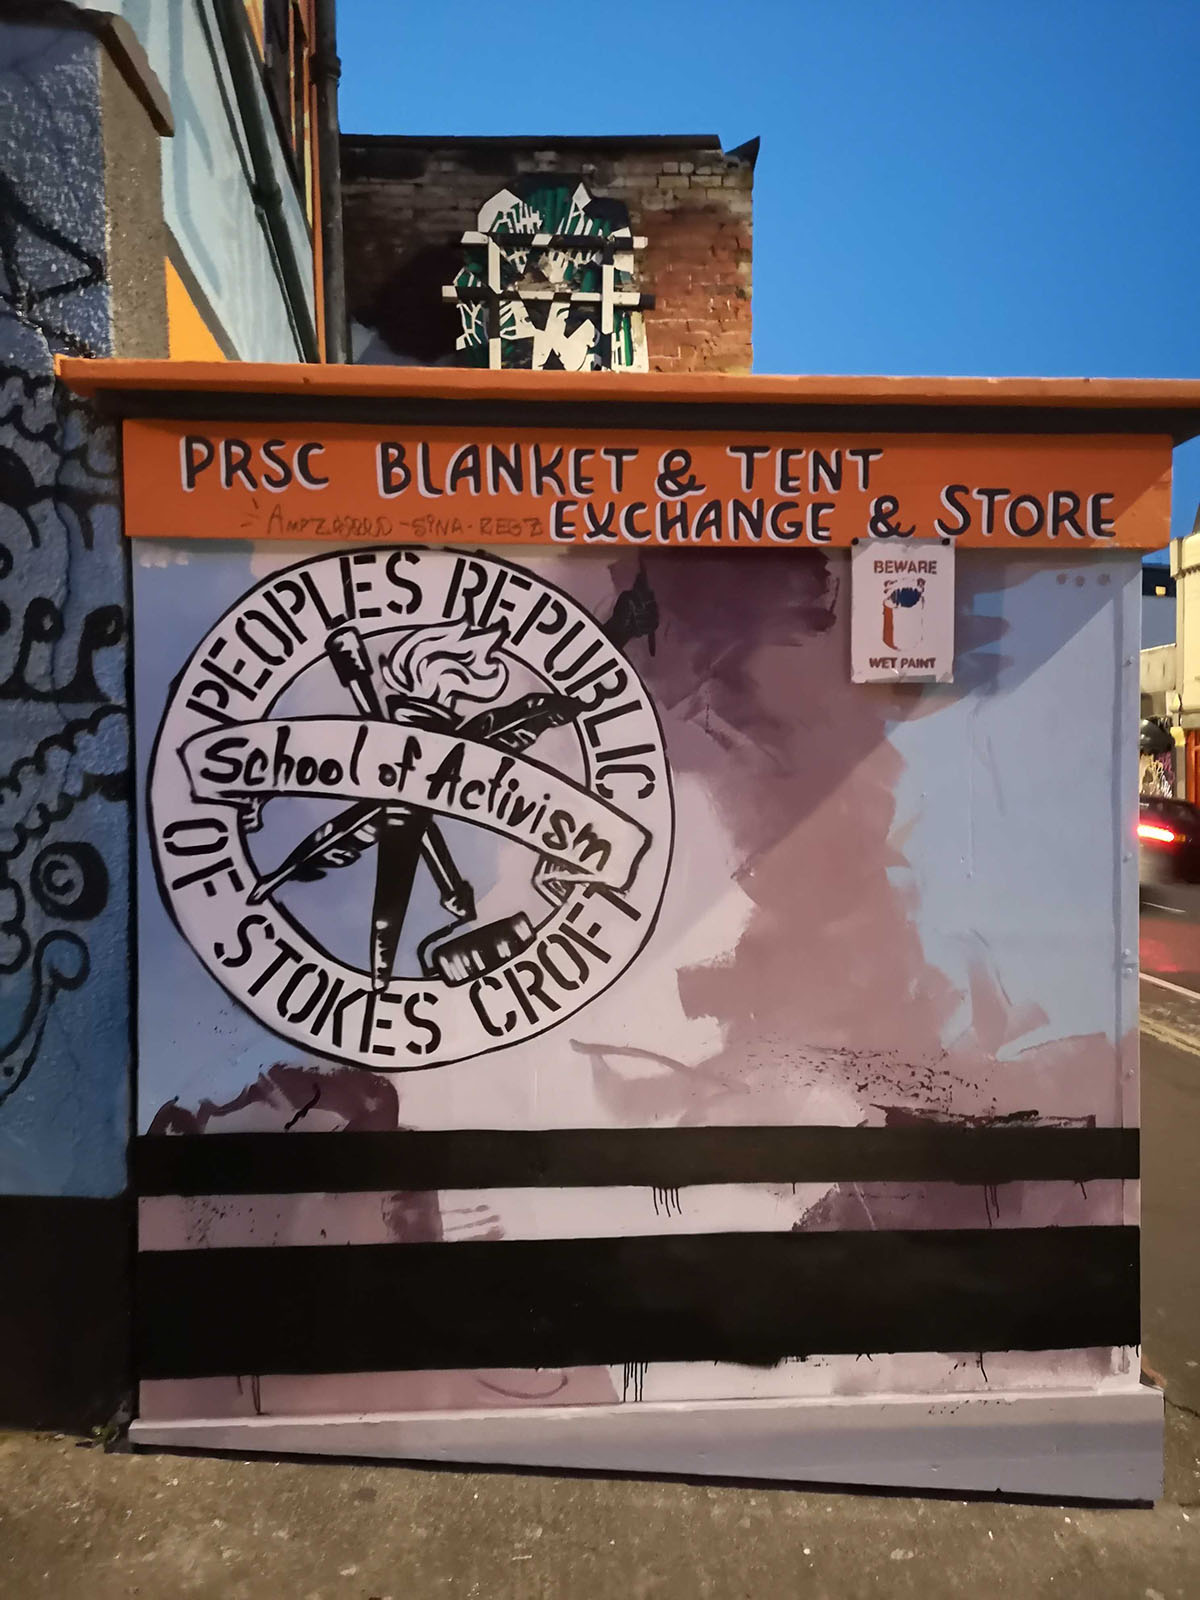 PRSC BLANKET & TENT
EXCHANGE & STORE
BEWARE
WET PAINT
PEOPLES REPUBLIC
School of Activism
OF STOKES CROFT
©